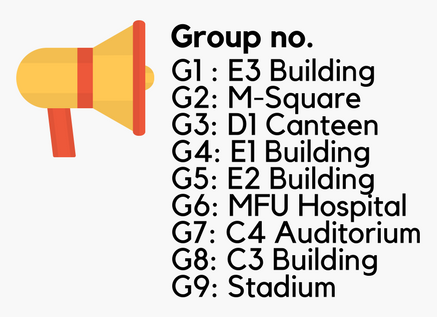 Group no.
G1 : E3 Building
G2: M-Square
G3: D1 Canteen
G4: E1 Building
G5: E2 Building
G6: MFU Hospital
G7: C4 Auditorium
G8: C3 Building
G9: Stadium